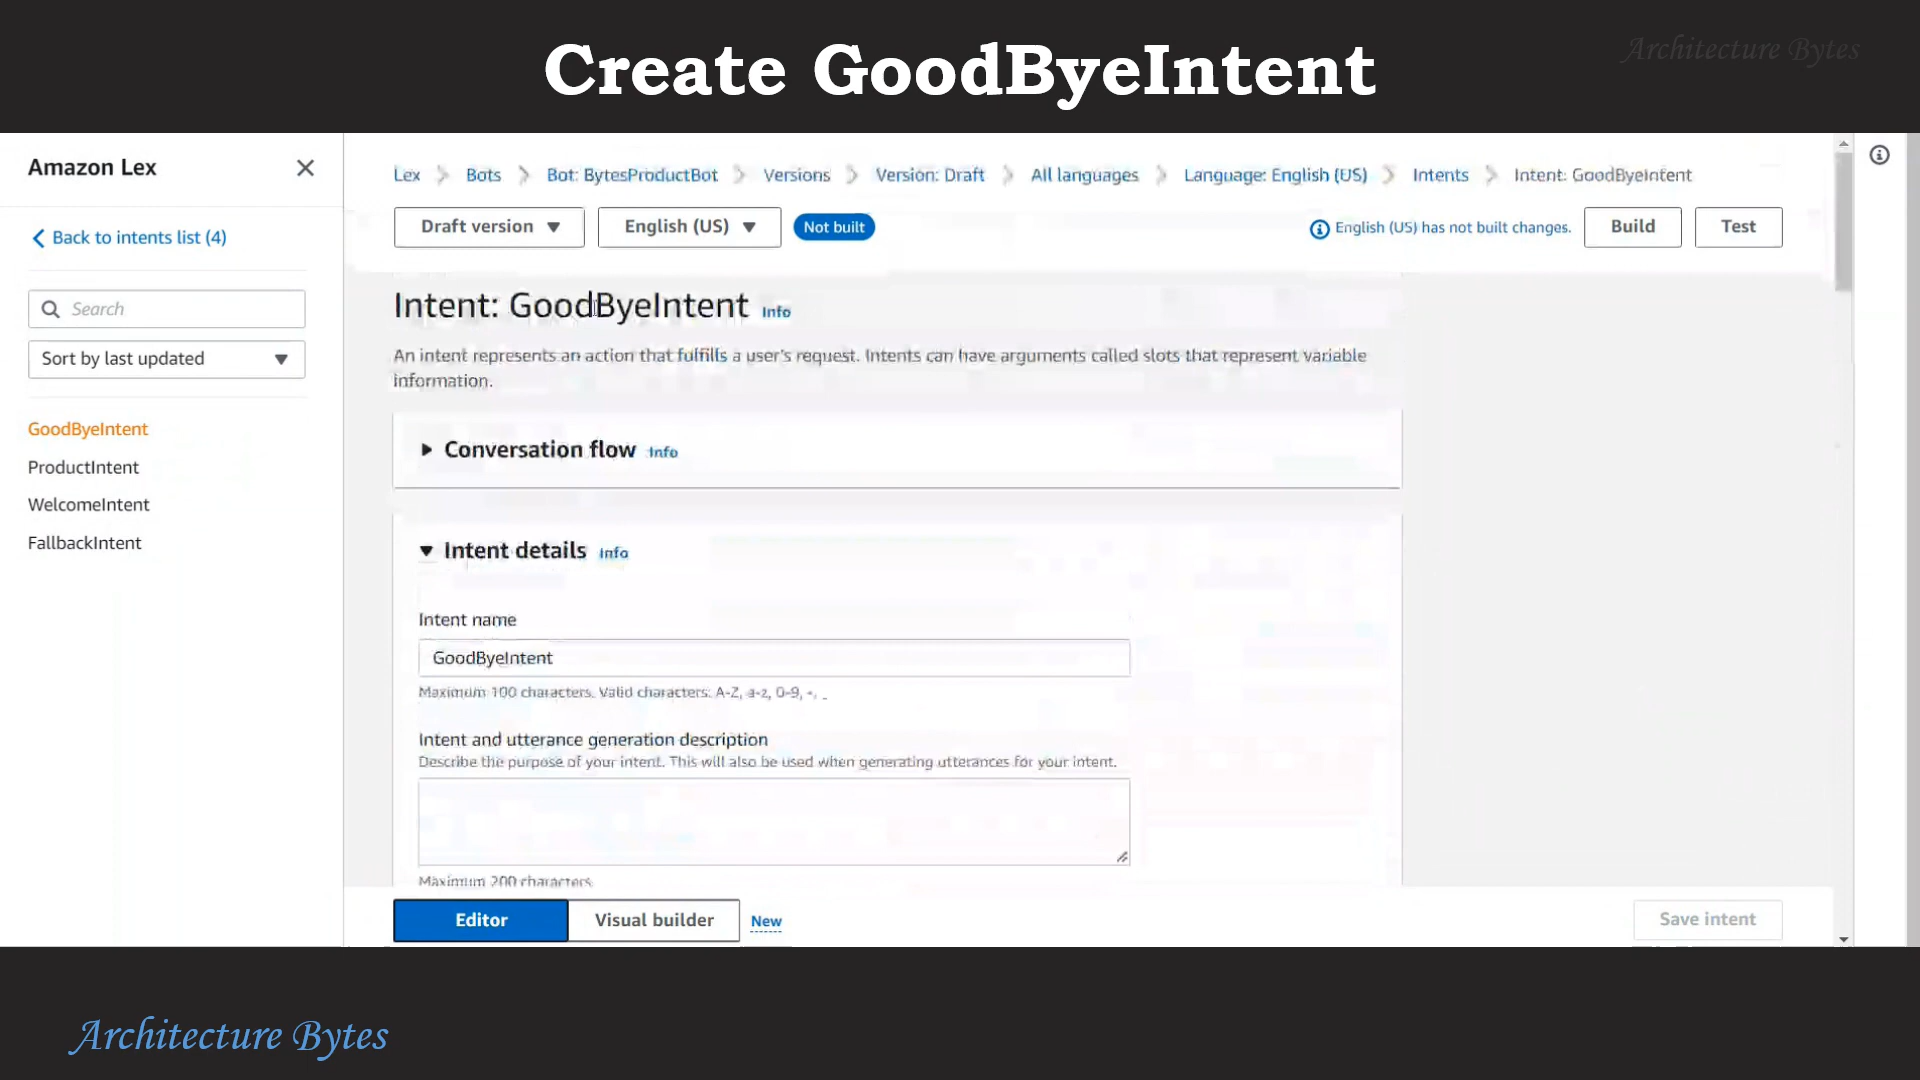 Create GoodByeIntent
Architecture Bytes
Amazon Lex
Lex Bots Bot: BytesProductBot Versions Version: Draft All languages Language: English (US) Intents Intent: GoodByeIntent
Back to intents list (4)
Draft version English (US) Not built English (US) has not built changes. Build Test
Search
Sort by last updated
GoodByeIntent
ProductIntent
WelcomeIntent
FallbackIntent
Intent: GoodByeIntent Info
An intent represents an action that fulfills a user's request. Intents can have arguments called slots that represent variable
information.
Conversation flow Info
Intent details Info
Intent name
GoodByeIntent
Maximum 100 characters. Valid characters: A-Z, a-z, 0-9, -, _
Intent and utterance generation description
Describe the purpose of your intent. This will also be used when generating utterances for your intent.
Maximum 200 characters.
Editor Visual builder New
Save intent
Architecture Bytes